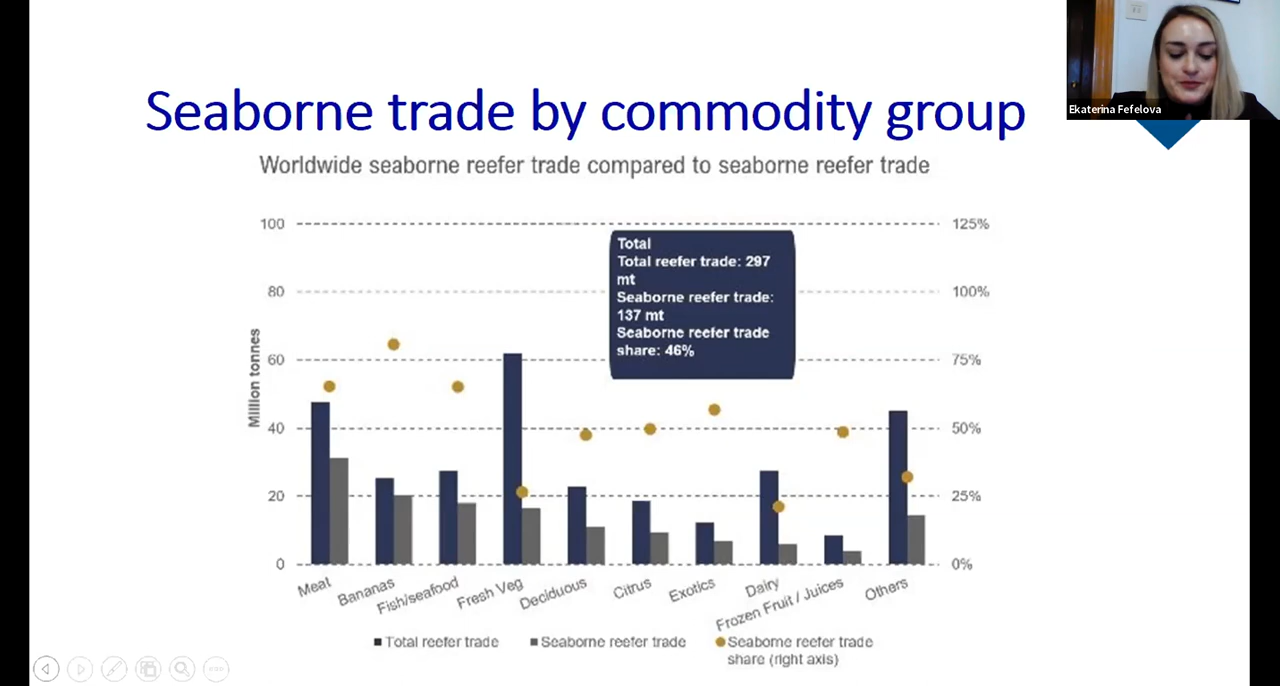 Ekaterina Fefelova
Seaborne trade by commodity group
Worldwide seaborne reefer trade compared to seaborne reefer trade
100
80
60
40
20
0
Million tonnes
125%
100%
75%
50%
25%
0%
Total
Total reefer trade: 297
mt
Seaborne reefer trade:
137 mt
Seaborne reefer trade
share: 46%
Meat
Bananas
Fish/seafood
Fresh Veg
Deciduous
Citrus
Exotics
Dairy
Frozen Fruit / Juices
Others
Total reefer trade
Seaborne reefer trade
Seaborne reefer trade
share (right axis)